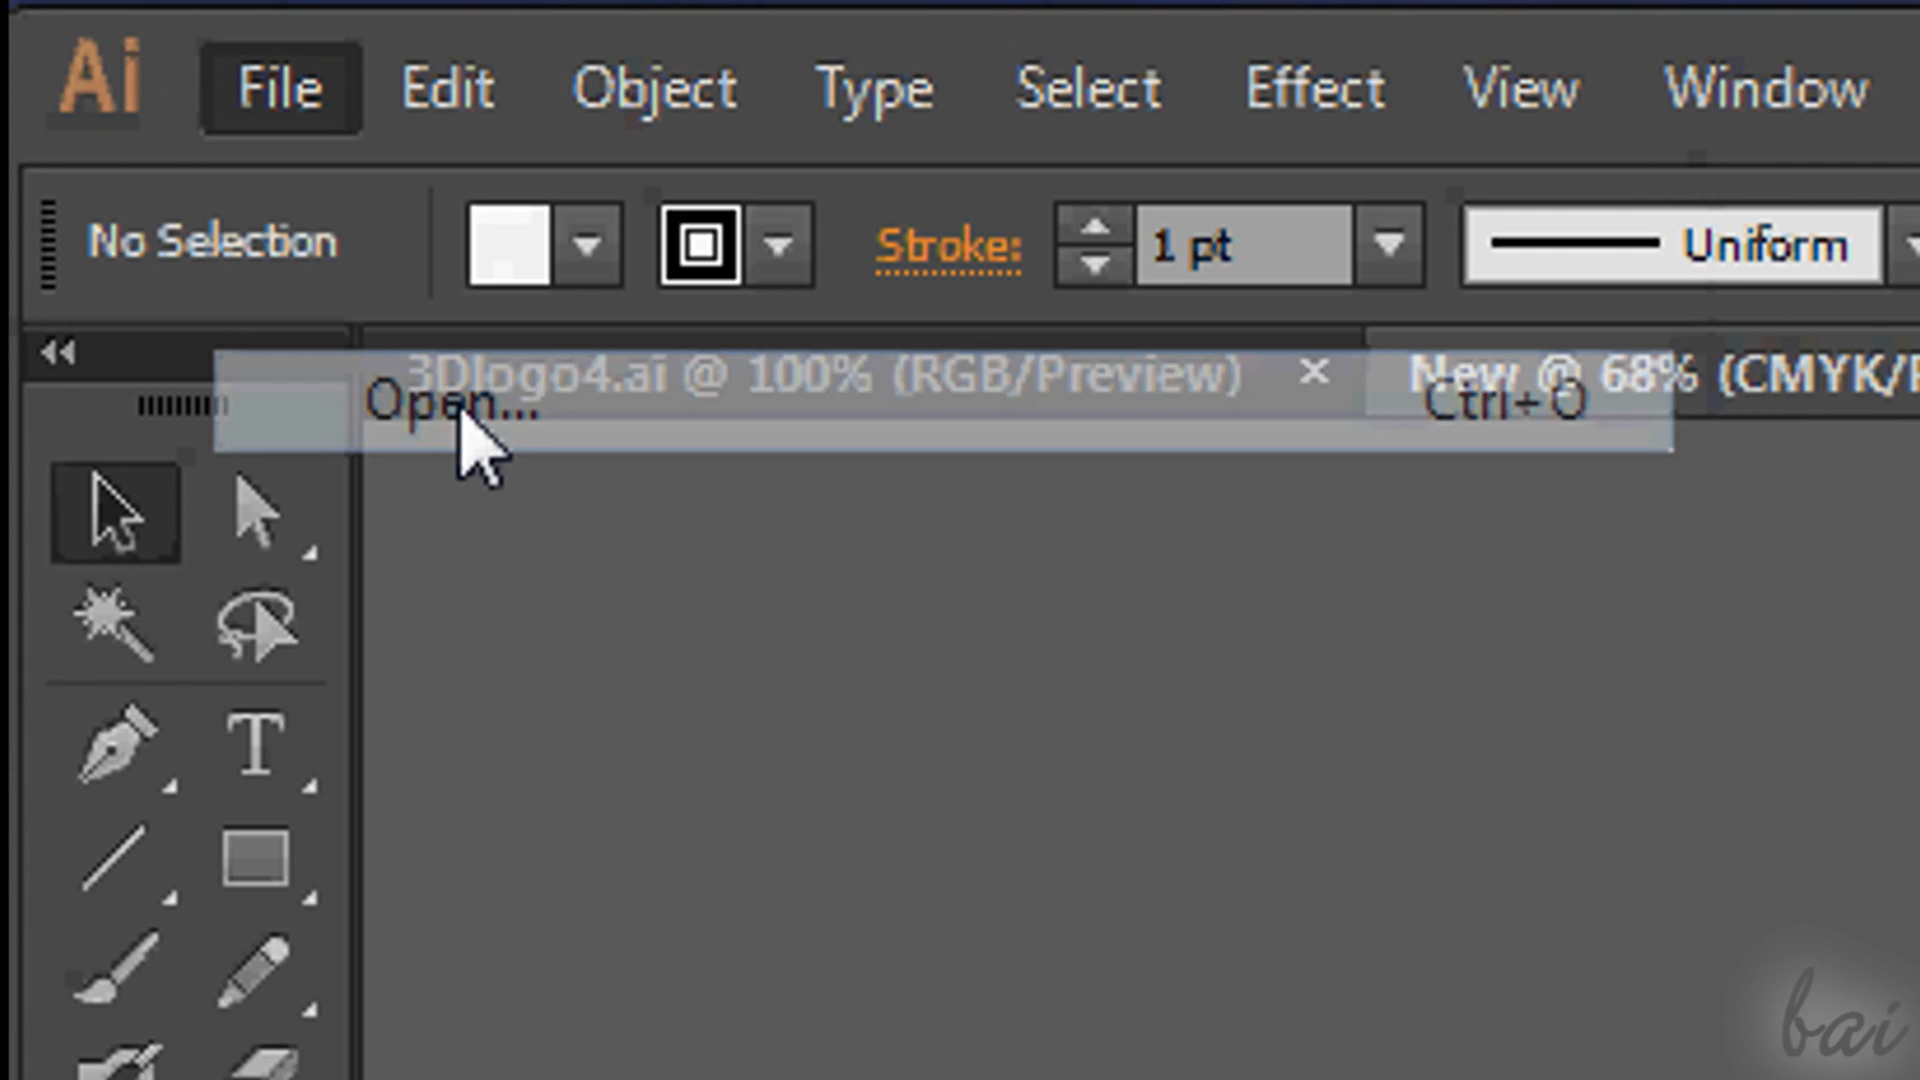 Ai File Edit Object Type Select Effect View Window
No Selection Stroke: 1 pt Uniform
3Dlogo4.ai @ 100% (RGB/Preview) × New @ 68% (CMYK/P
Open... Ctrl+O
T
bai